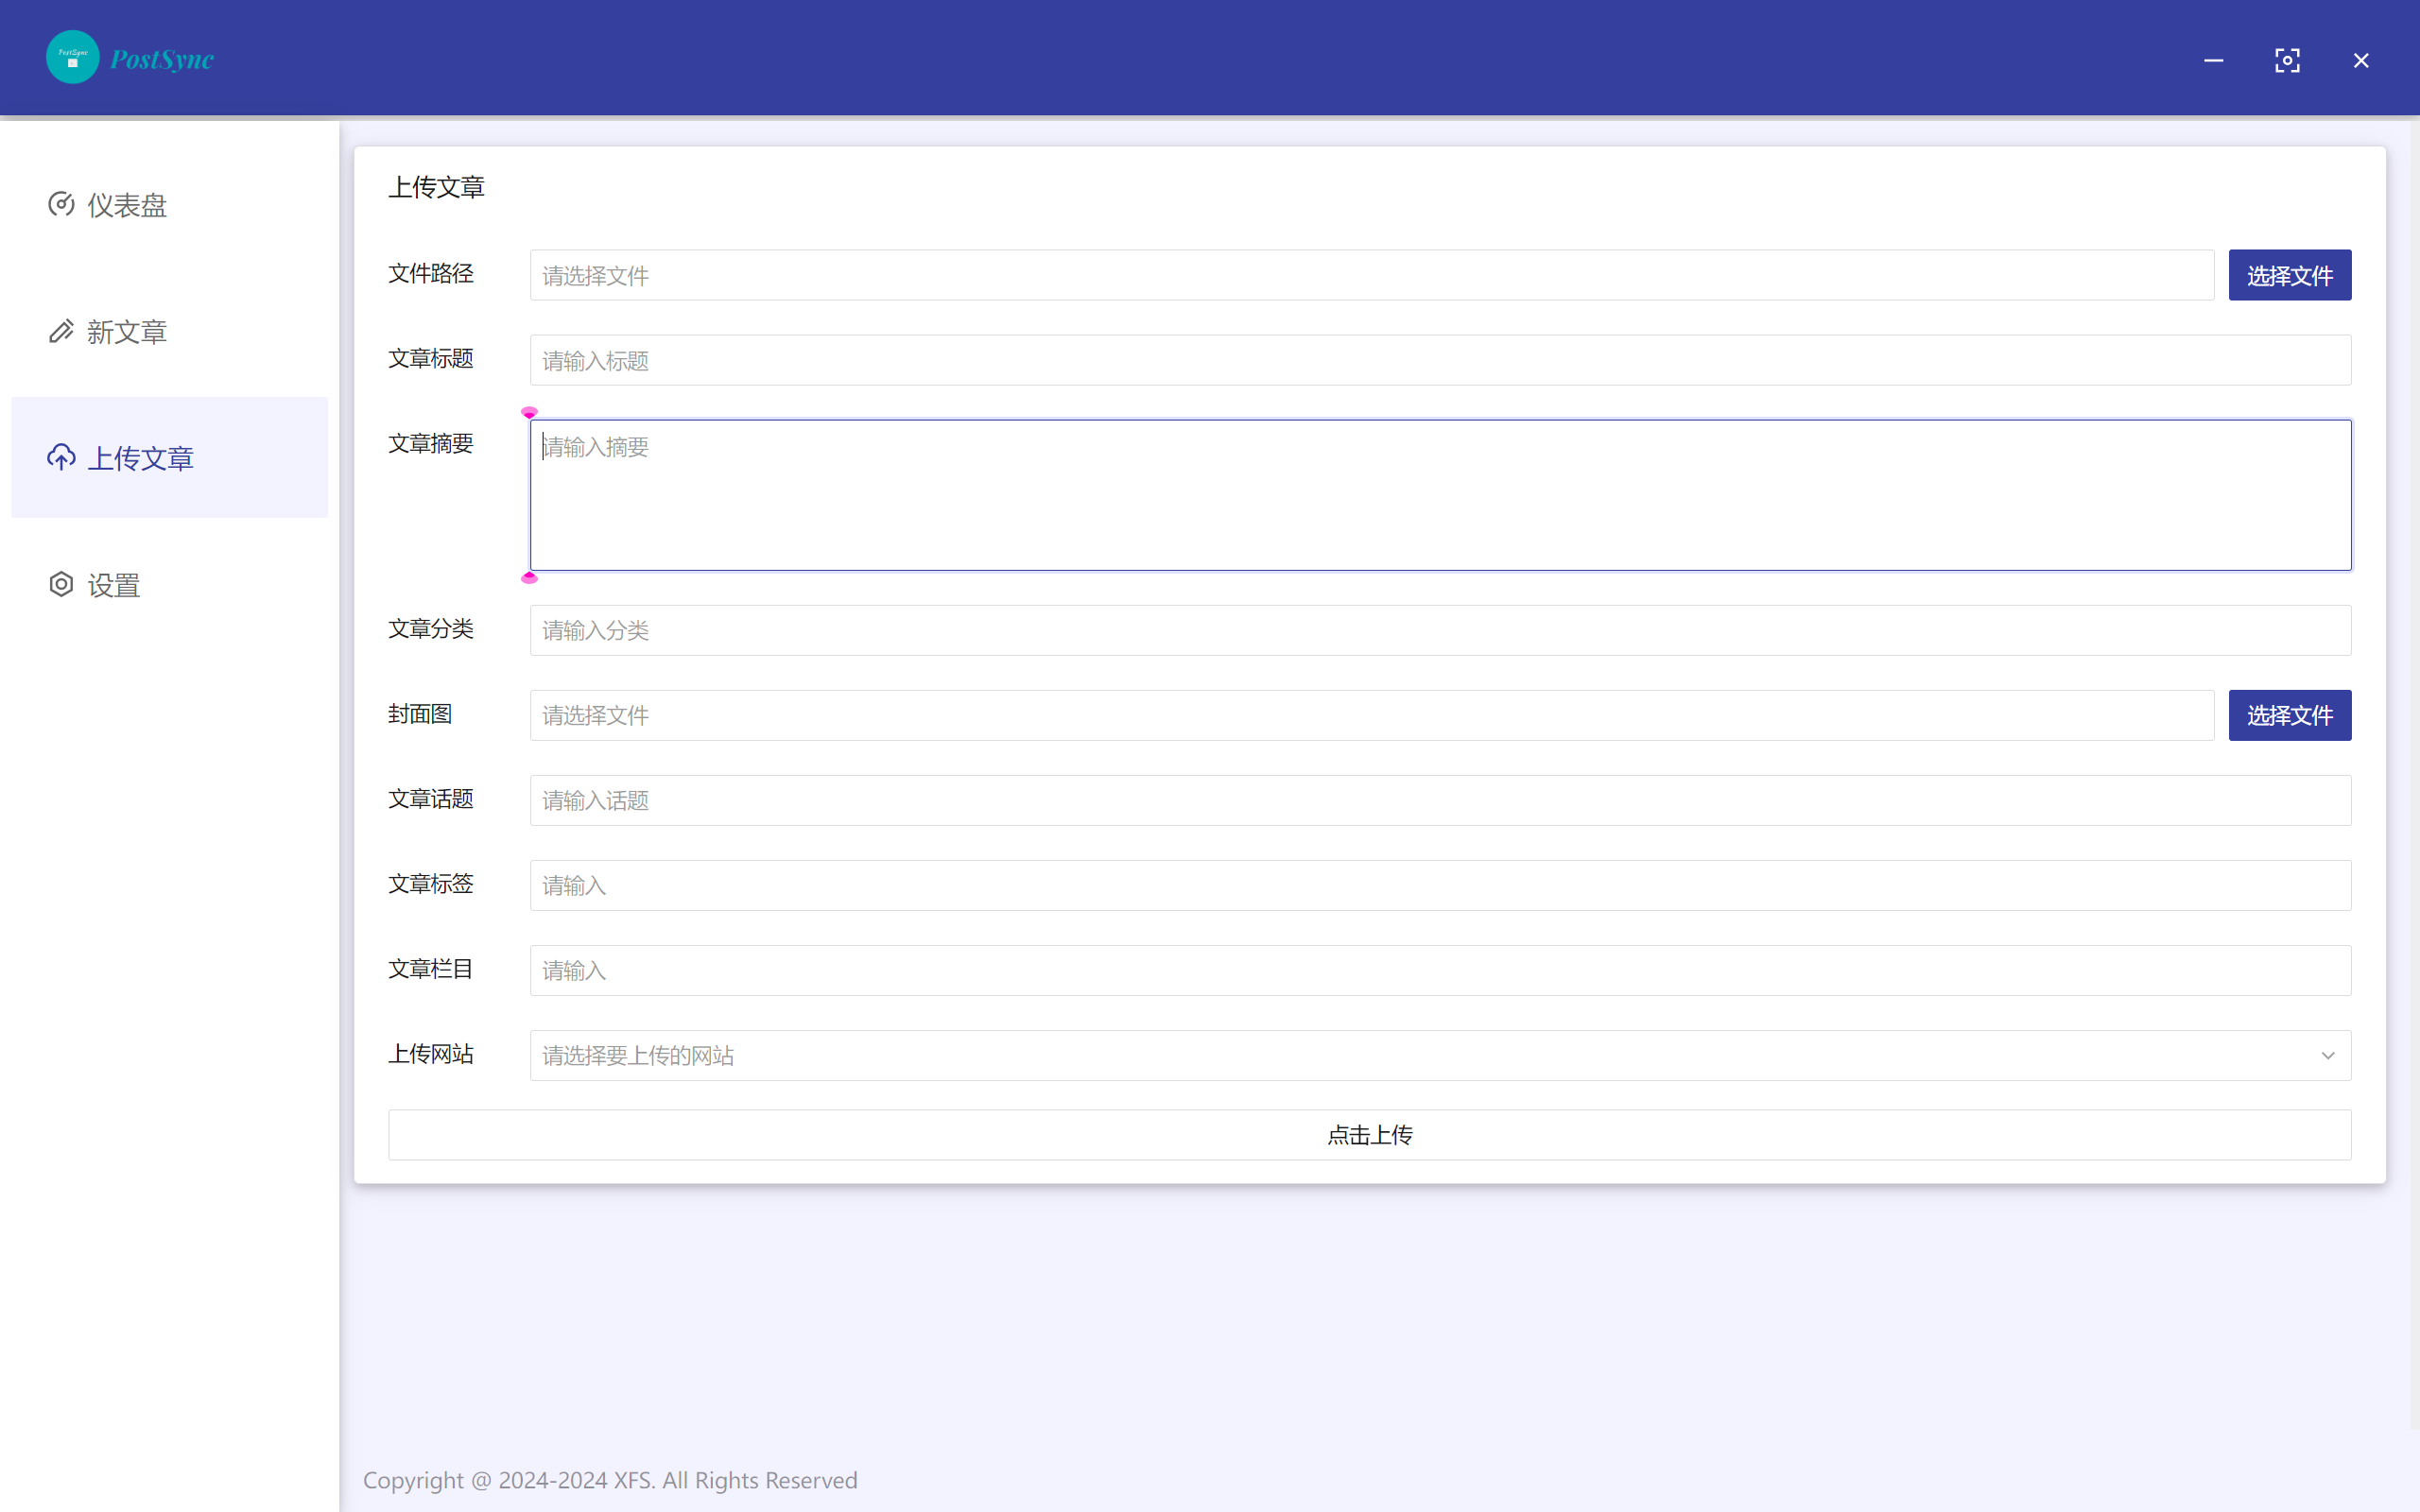 PostSync
PostSync
仪表盘
新文章
上传文章
设置
上传文章
文件路径
请选择文件
选择文件
文章标题
请输入标题
文章摘要
请输入摘要
文章分类
请输入分类
封面图
请选择文件
选择文件
文章话题
请输入话题
文章标签
请输入
文章栏目
请输入
上传网站
请选择要上传的网站
点击上传
Copyright @ 2024-2024 XFS. All Rights Reserved